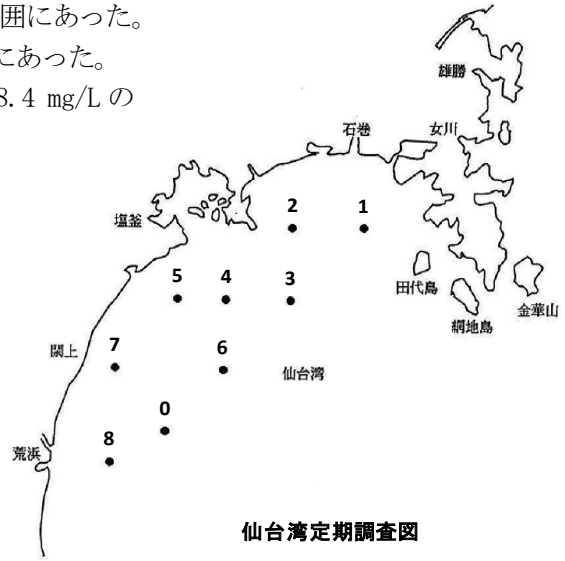 囲にあった。
にあった。
8.4 mg/L の
雄勝
石巻
女川
塩釜
2
1
田代島
金華山
網地島
5
4
3
閖上
7
6
仙台湾
0
荒浜
8
仙台湾定期調査図